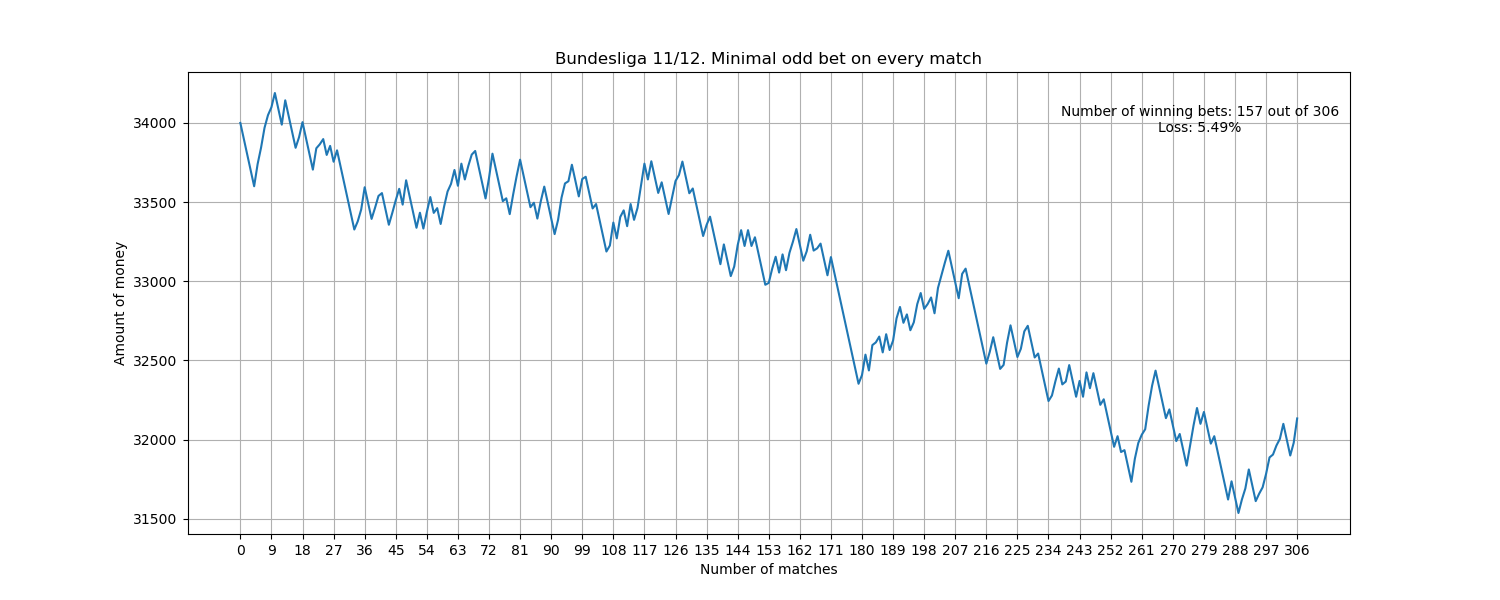 Bundesliga 11/12. Minimal odd bet on every match
Number of winning bets: 157 out of 306
Loss: 5.49%
Amount of money
34000
33500
33000
32500
32000
31500
0 9 18 27 36 45 54 63 72 81 90 99 108 117 126 135 144 153 162 171 180 189 198 207 216 225 234 243 252 261 270 279 288 297 306
Number of matches